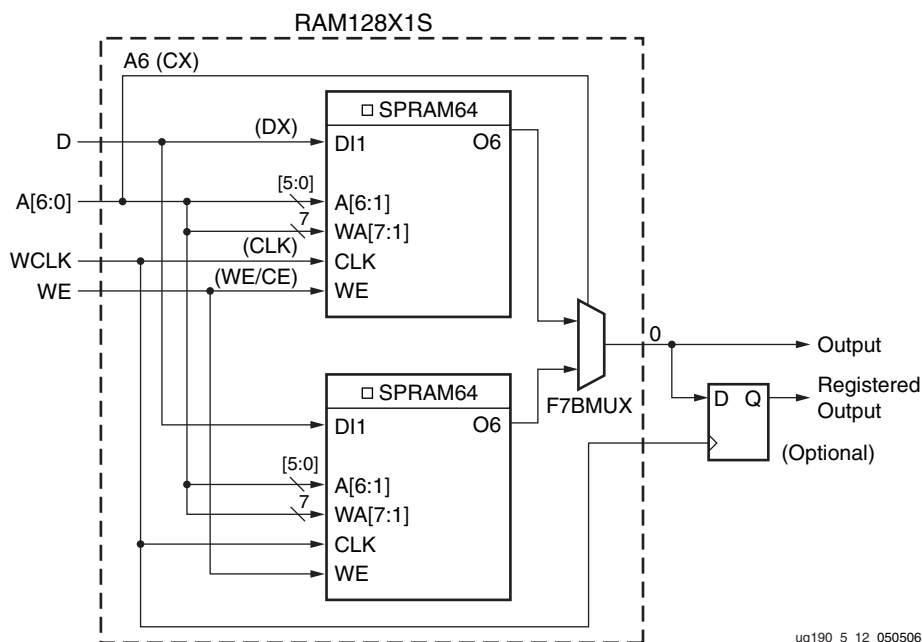 RAM128X1S
A6 (CX)
□ SPRAM64
D
(DX)
DI1
O6
A[6:0]
[5:0]
A[6:1]
7
WA[7:1]
WCLK
(CLK)
CLK
WE
(WE/CE)
WE
0
Output
□ SPRAM64
F7BMUX
D Q
Registered
Output
(Optional)
DI1
O6
[5:0]
A[6:1]
7
WA[7:1]
CLK
WE
ug190_5_12_050506